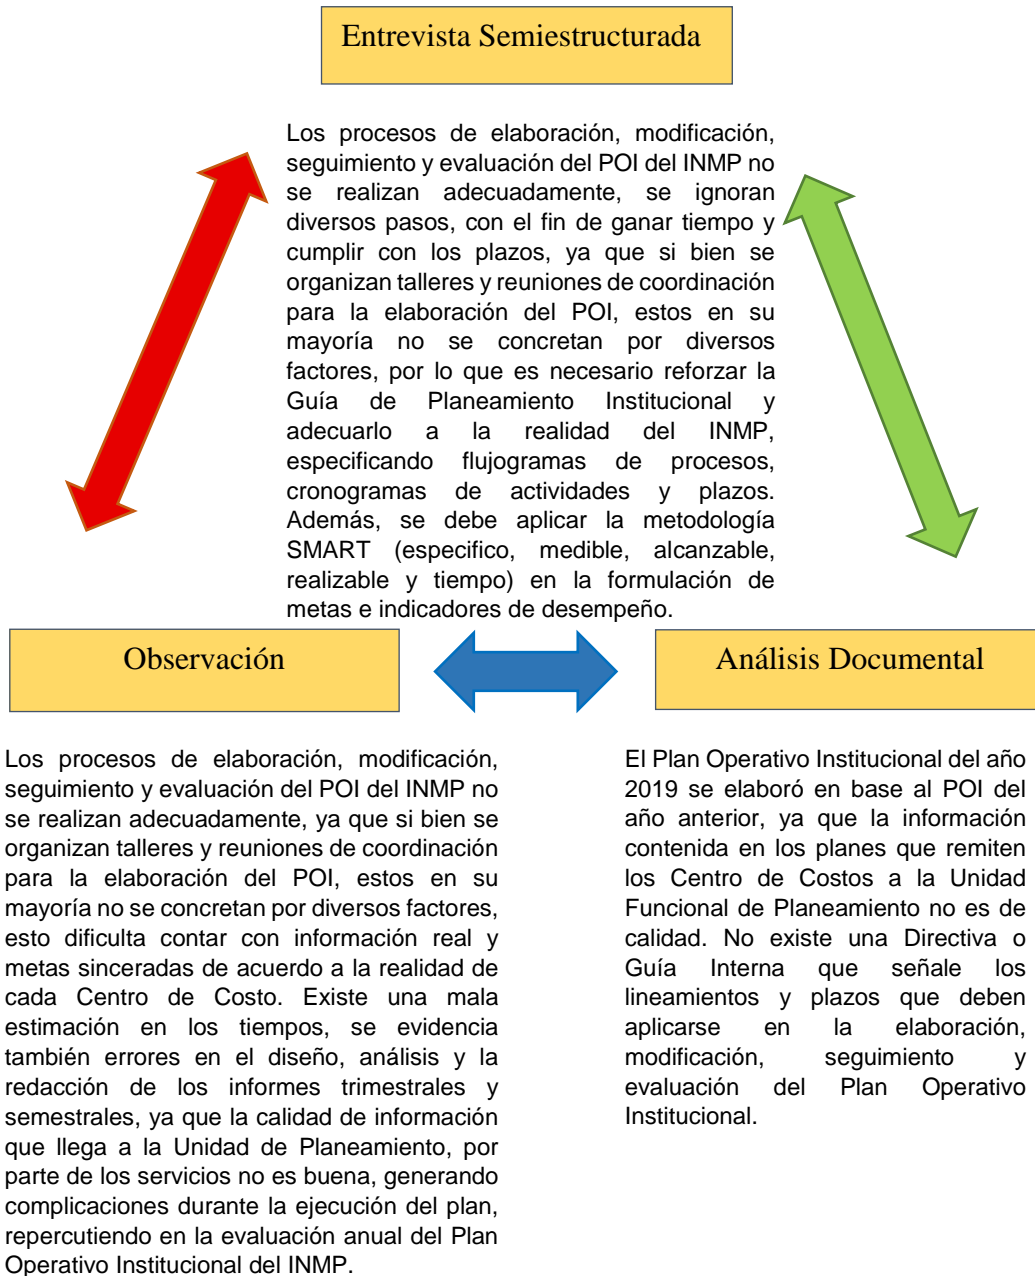 Entrevista Semiestructurada
Los procesos de elaboración, modificación,
seguimiento y evaluación del POI del INMP no
se realizan adecuadamente, se ignoran
diversos pasos, con el fin de ganar tiempo y
cumplir con los plazos, ya que si bien se
organizan talleres y reuniones de coordinación
para la elaboración del POI, estos en su
mayoría no se concretan por diversos
factores, por lo que es necesario reforzar la
Guía de Planeamiento Institucional y
adecuarlo a la realidad del INMP,
especificando flujogramas de procesos,
cronogramas de actividades y plazos.
Además, se debe aplicar la metodología
SMART (especifico, medible, alcanzable,
realizable y tiempo) en la formulación de
metas e indicadores de desempeño.
Observación
Los procesos de elaboración, modificación,
seguimiento y evaluación del POI del INMP no
se realizan adecuadamente, ya que si bien se
organizan talleres y reuniones de coordinación
para la elaboración del POI, estos en su
mayoría no se concretan por diversos factores,
esto dificulta contar con información real y
metas sinceradas de acuerdo a la realidad de
cada Centro de Costo. Existe una mala
estimación en los tiempos, se evidencia
también errores en el diseño, análisis y la
redacción de los informes trimestrales y
semestrales, ya que la calidad de información
que llega a la Unidad de Planeamiento, por
parte de los servicios no es buena, generando
complicaciones durante la ejecución del plan,
repercutiendo en la evaluación anual del Plan
Operativo Institucional del INMP.
Análisis Documental
El Plan Operativo Institucional del año
2019 se elaboró en base al POI del
año anterior, ya que la información
contenida en los planes que remiten
los Centro de Costos a la Unidad
Funcional de Planeamiento no es de
calidad. No existe una Directiva o
Guía Interna que señale los
lineamientos y plazos que deben
aplicarse en la elaboración,
modificación, seguimiento y
evaluación del Plan Operativo
Institucional.